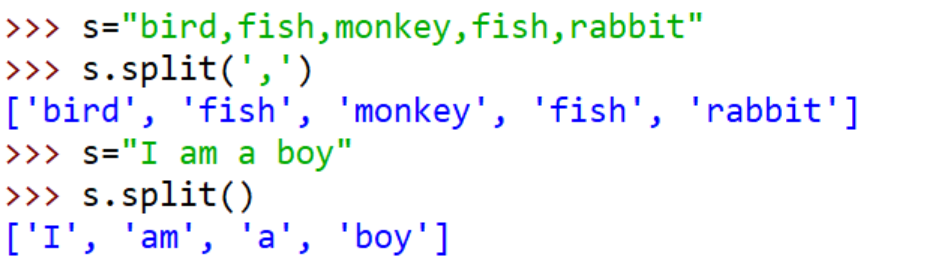 >>> s="bird,fish,monkey,fish,rabbit"
>>> s.split(',')
['bird', 'fish', 'monkey', 'fish', 'rabbit']
>>> s="I am a boy"
>>> s.split()
['I', 'am', 'a', 'boy']